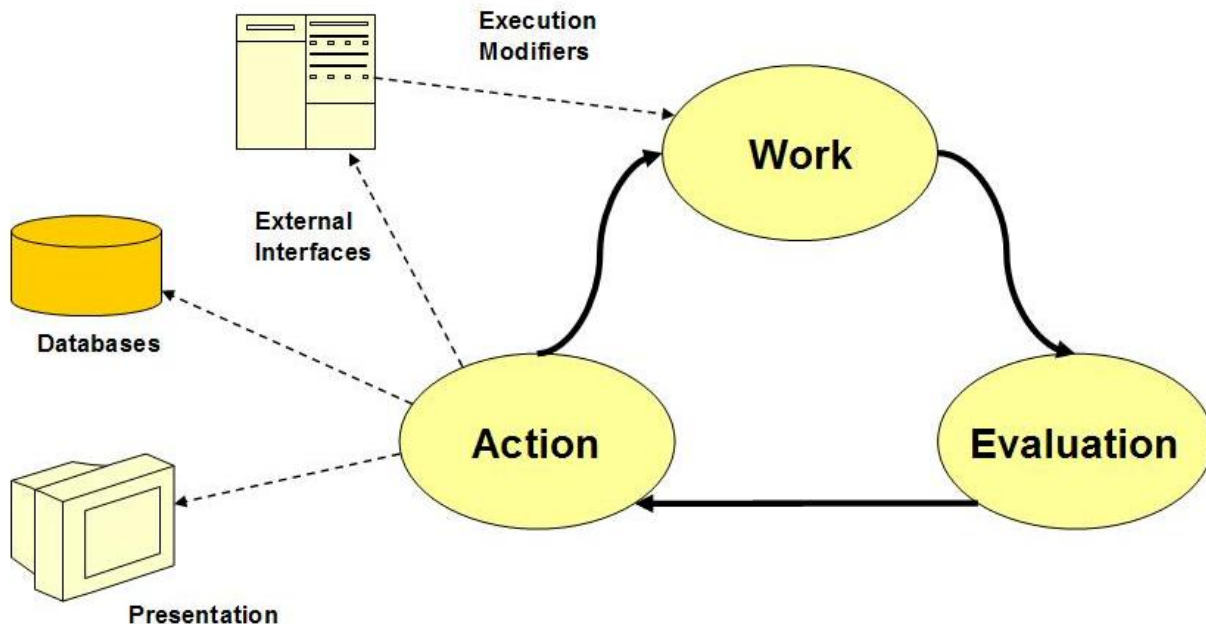 Execution
Modifiers
Work
External
Interfaces
Databases
Action
Evaluation
Presentation